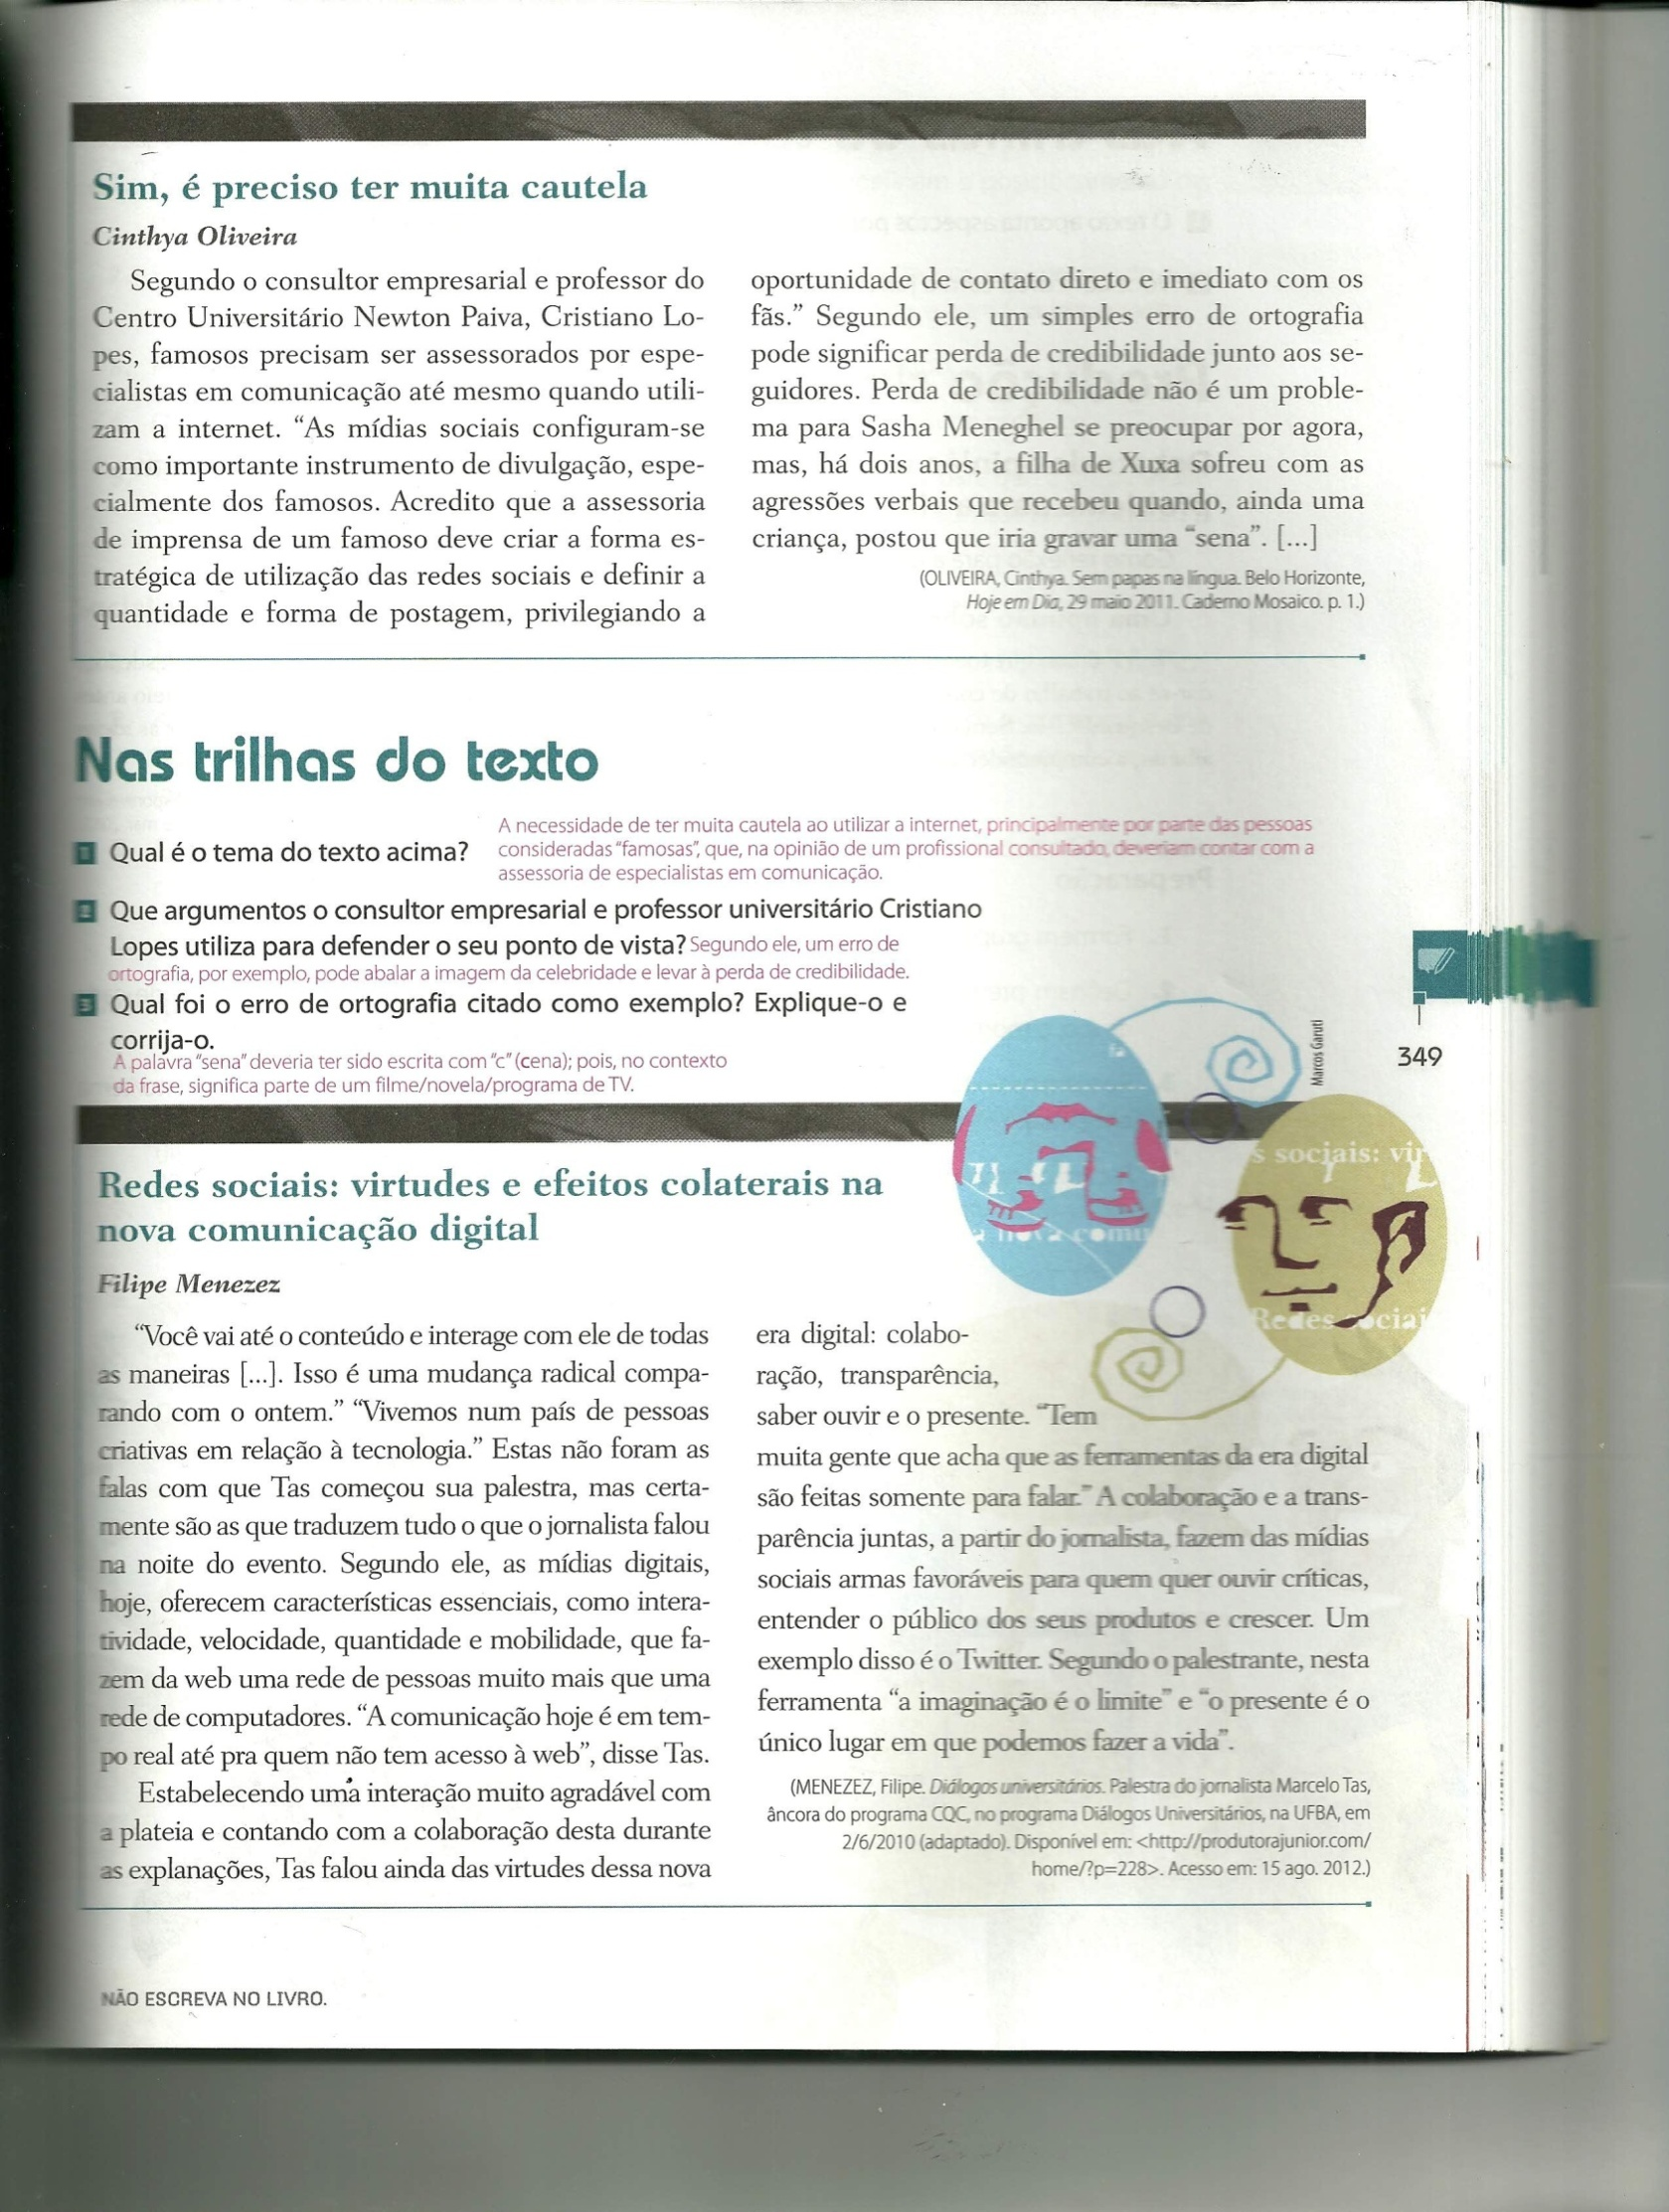 Sim, é preciso ter muita cautela
Cinthya Oliveira
Segundo o consultor empresarial e professor do
Centro Universitário Newton Paiva, Cristiano Lo-
pes, famosos precisam ser assessorados por espe-
cialistas em comunicação até mesmo quando utili-
zam a internet. “As mídias sociais configuram-se
como importante instrumento de divulgação, espe-
cialmente dos famosos. Acredito que a assessoria
de imprensa de um famoso deve criar a forma es-
tratégica de utilização das redes sociais e definir a
quantidade e forma de postagem, privilegiando a
oportunidade de contato direto e imediato com os
fãs.” Segundo ele, um simples erro de ortografia
pode significar perda de credibilidade junto aos se-
guidores. Perda de credibilidade não é um proble-
ma para Sasha Meneghel se preocupar por agora,
mas, há dois anos, a filha de Xuxa sofreu com as
agressões verbais que recebeu quando, ainda uma
criança, postou que iria gravar uma “sena”. [...]
(OLIVEIRA, Cinthya. Sem papas na língua. Belo Horizonte,
Hoje em Dia, 29 maio 2011. Caderno Mosaico. p. 1.)
Nas trilhas do texto
1 Qual é o tema do texto acima?
A necessidade de ter muita cautela ao utilizar a internet, principalmente por parte das pessoas
consideradas “famosas”, que, na opinião de um profissional consultado, deveriam contar com a
assessoria de especialistas em comunicação.
2 Que argumentos o consultor empresarial e professor universitário Cristiano
Lopes utiliza para defender o seu ponto de vista? Segundo ele, um erro de
ortografia, por exemplo, pode abalar a imagem da celebridade e levar à perda de credibilidade.
3 Qual foi o erro de ortografia citado como exemplo? Explique-o e
corrija-o.
A palavra “sena” deveria ter sido escrita com “c” (cena); pois, no contexto
da frase, significa parte de um filme/novela/programa de TV.
Marcos Garuti
349
s sociais: vir
a nova comu
Redes sociai
Redes sociais: virtudes e efeitos colaterais na
nova comunicação digital
Filipe Menezez
“Você vai até o conteúdo e interage com ele de todas
as maneiras [...]. Isso é uma mudança radical compa-
rando com o ontem.” “Vivemos num país de pessoas
criativas em relação à tecnologia.” Estas não foram as
falas com que Tas começou sua palestra, mas certa-
mente são as que traduzem tudo o que o jornalista falou
na noite do evento. Segundo ele, as mídias digitais,
hoje, oferecem características essenciais, como intera-
tividade, velocidade, quantidade e mobilidade, que fa-
zem da web uma rede de pessoas muito mais que uma
rede de computadores. “A comunicação hoje é em tem-
po real até pra quem não tem acesso à web”, disse Tas.
Estabelecendo uma interação muito agradável com
a plateia e contando com a colaboração desta durante
as explanações, Tas falou ainda das virtudes dessa nova
era digital: colabo-
ração, transparência,
saber ouvir e o presente. “Tem
muita gente que acha que as ferramentas da era digital
são feitas somente para falar.” A colaboração e a trans-
parência juntas, a partir do jornalista, fazem das mídias
sociais armas favoráveis para quem quer ouvir críticas,
entender o público dos seus produtos e crescer. Um
exemplo disso é o Twitter. Segundo o palestrante, nesta
ferramenta “a imaginação é o limite” e “o presente é o
único lugar em que podemos fazer a vida”.
(MENEZEZ, Filipe. Diálogos universitários. Palestra do jornalista Marcelo Tas,
âncora do programa CQC, no programa Diálogos Universitários, na UFBA, em
2/6/2010 (adaptado). Disponível em: <http://produtorajunior.com/
home/?p=228>. Acesso em: 15 ago. 2012.)
NÃO ESCREVA NO LIVRO.